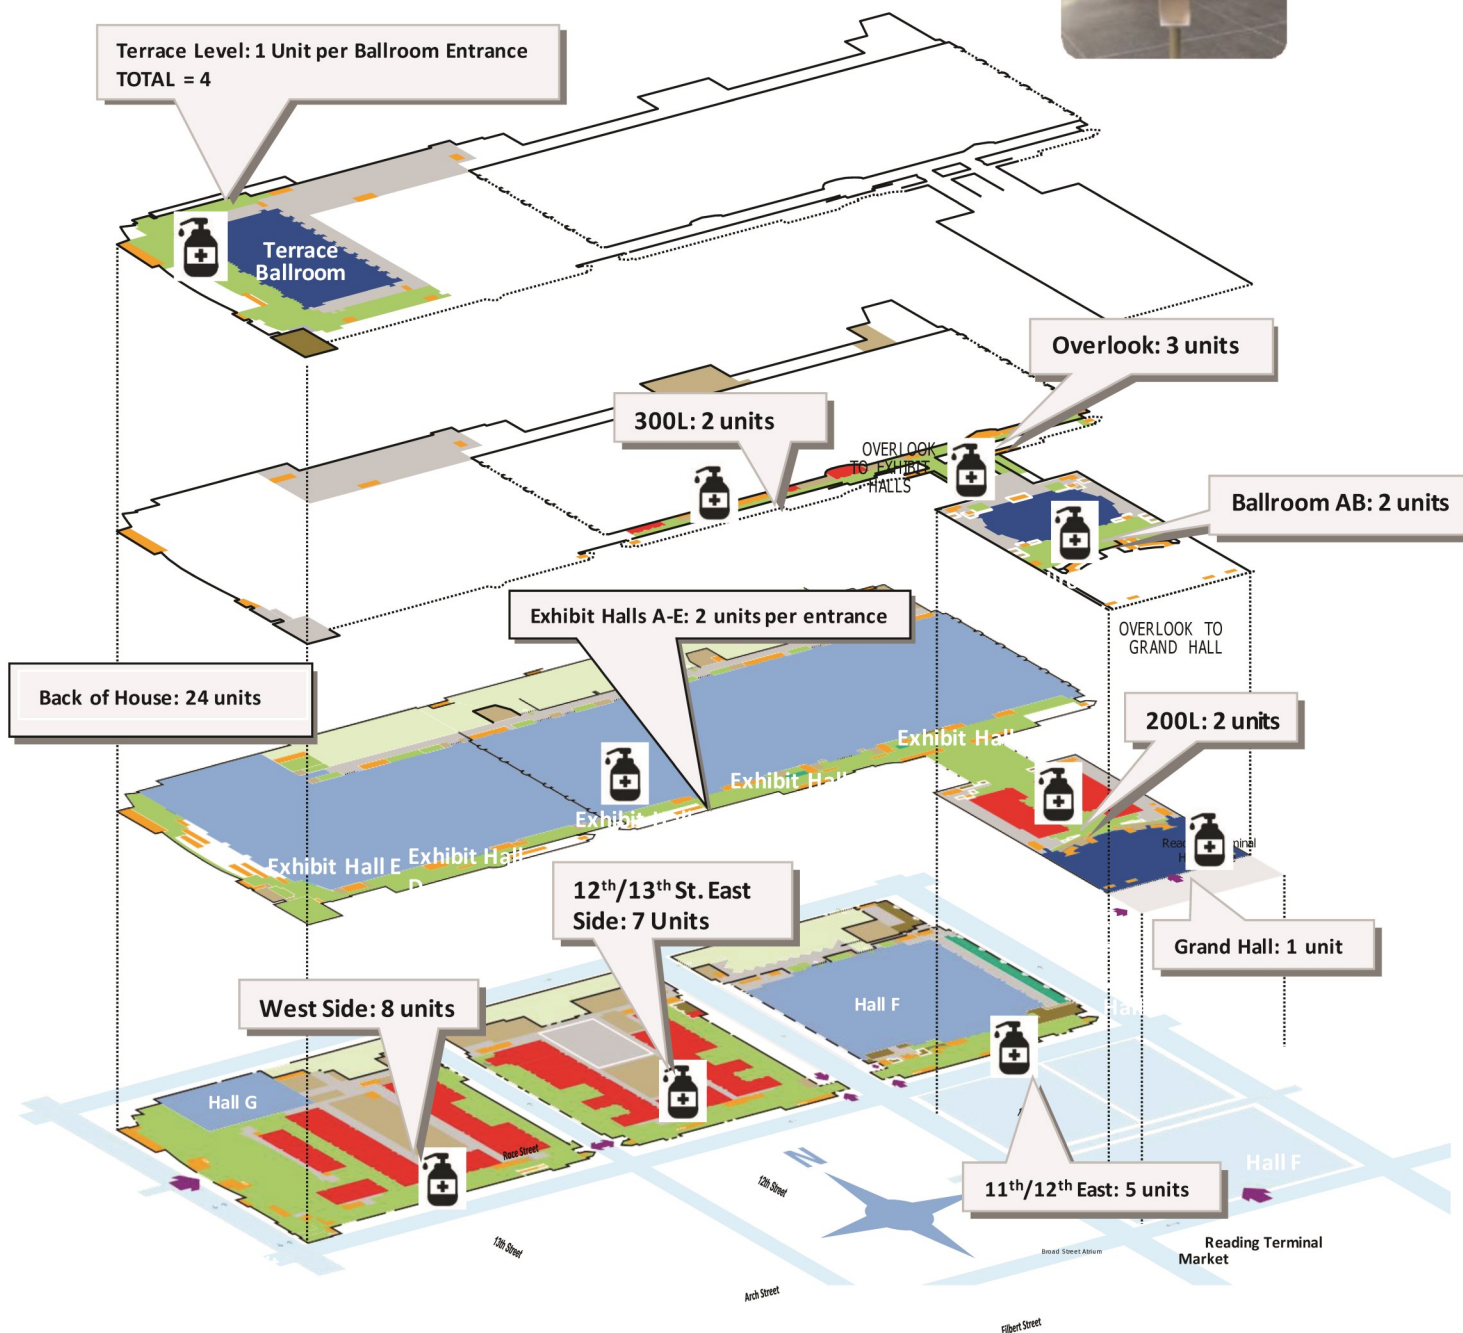 Terrace Level: 1 Unit per Ballroom Entrance
TOTAL = 4
Terrace
Ballroom
Overlook: 3 units
300L: 2 units
OVERLOOK
TO EXHIBIT
HALLS
Ballroom AB: 2 units
Exhibit Halls A-E: 2 units per entrance
OVERLOOK TO
GRAND HALL
Back of House: 24 units
200L: 2 units
Exhibit Hall
Exhibit Hall
Exhibit Hall
Exhibit Hall
D
Exhibit Hall E
12th/13th St. East
Side: 7 Units
Grand Hall: 1 unit
West Side: 8 units
Hall F
Hall G
Race Street
12th Street
N
Hall F
11th/12th East: 5 units
13th Street
Broad Street Atrium
Reading Terminal
Market
Arch Street
Filbert Street